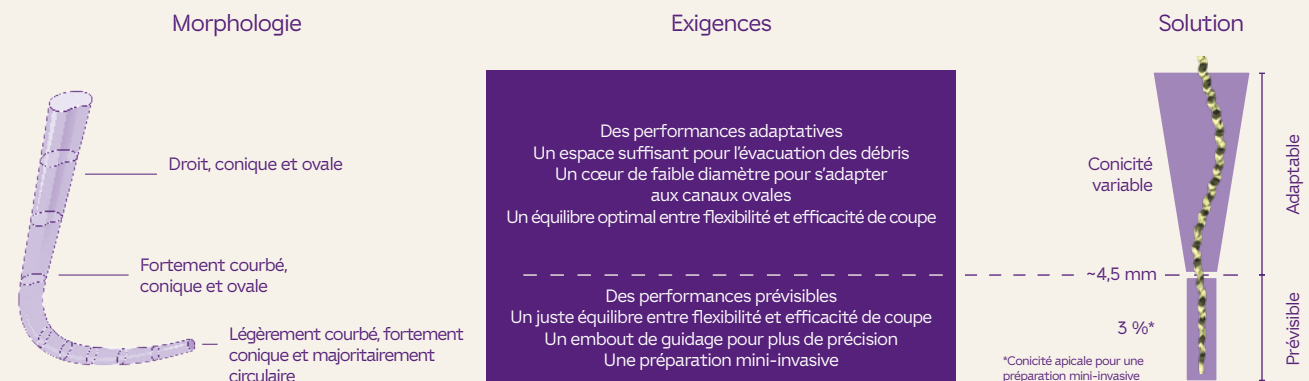 Morphologie
Droit, conique et ovale
Fortement courbé,
conique et ovale
Légèrement courbé, fortement
conique et majoritairement
circulaire
Exigences
Des performances adaptatives
Un espace suffisant pour l'évacuation des débris
Un cœur de faible diamètre pour s'adapter
aux canaux ovales
Un équilibre optimal entre flexibilité et efficacité de coupe
Des performances prévisibles
Un juste équilibre entre flexibilité et efficacité de coupe
Un embout de guidage pour plus de précision
Une préparation mini-invasive
Solution
Conicité
variable
Adaptable
~4,5 mm
3 %*
Prévisible
*Conicité apicale pour une
préparation mini-invasive